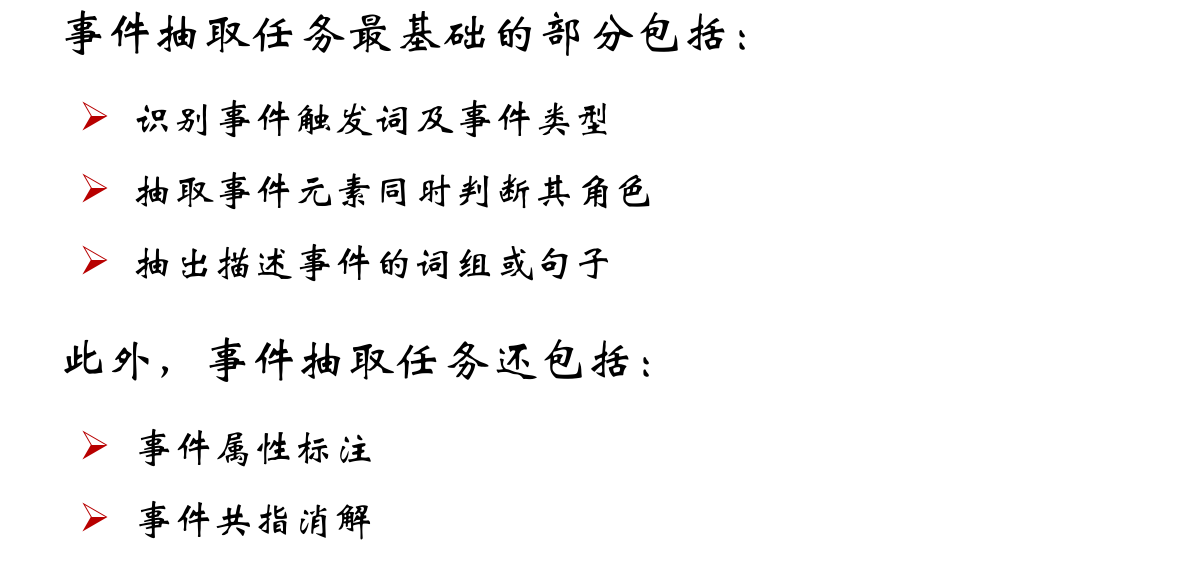 事件抽取任务最基础的部分包括：
识别事件触发词及事件类型
抽取事件元素同时判断其角色
抽出描述事件的词组或句子
此外，事件抽取任务还包括：
事件属性标注
事件共指消解